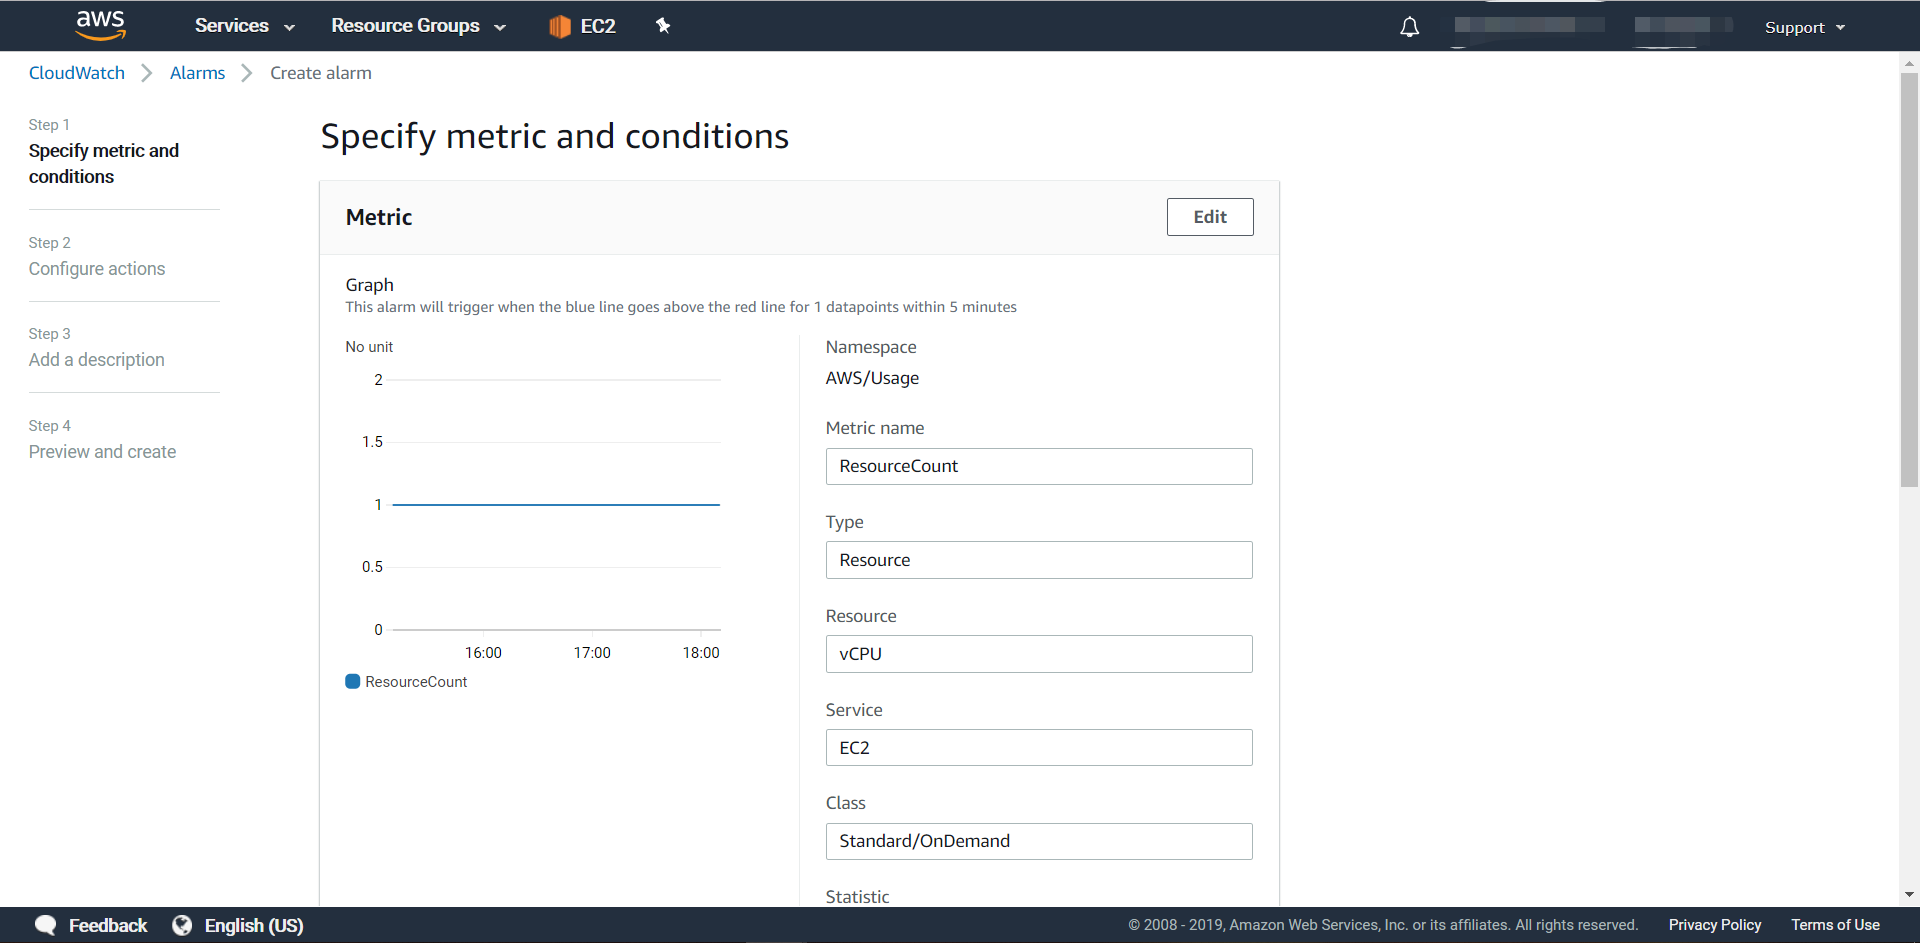 aws Services Resource Groups EC2 Support
CloudWatch Alarms Create alarm
Step 1
Specify metric and
conditions
Step 2
Configure actions
Step 3
Add a description
Step 4
Preview and create
Specify metric and conditions
Metric
Edit
Graph
This alarm will trigger when the blue line goes above the red line for 1 datapoints within 5 minutes
No unit
2
1.5
1
0.5
0
16:00 17:00 18:00
ResourceCount
Namespace
AWS/Usage
Metric name
ResourceCount
Type
Resource
Resource
vCPU
Service
EC2
Class
Standard/OnDemand
Statistic
Feedback English (US) © 2008 - 2019, Amazon Web Services, Inc. or its affiliates. All rights reserved. Privacy Policy Terms of Use